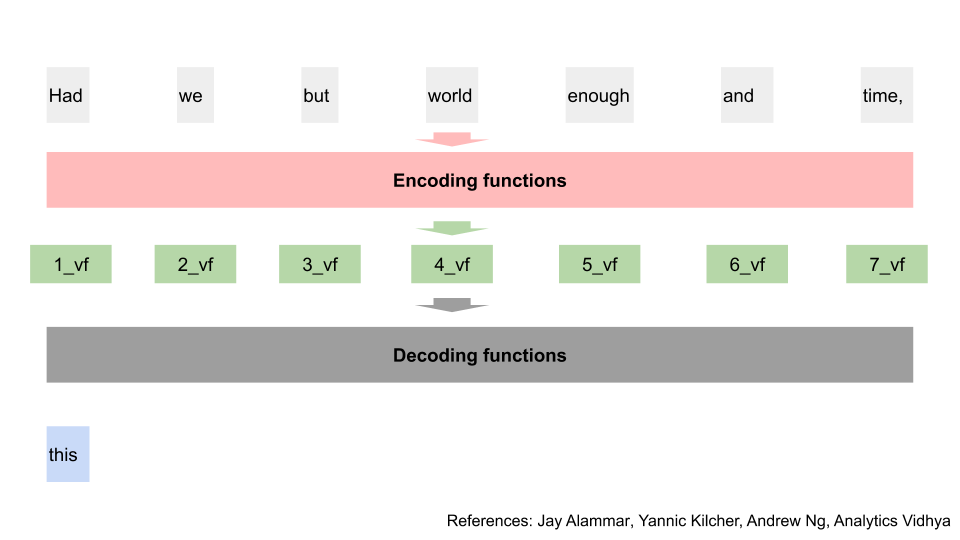 Had we but world enough and time,
Encoding functions
1_vf 2_vf 3_vf 4_vf 5_vf 6_vf 7_vf
Decoding functions
this
References: Jay Alammar, Yannic Kilcher, Andrew Ng, Analytics Vidhya